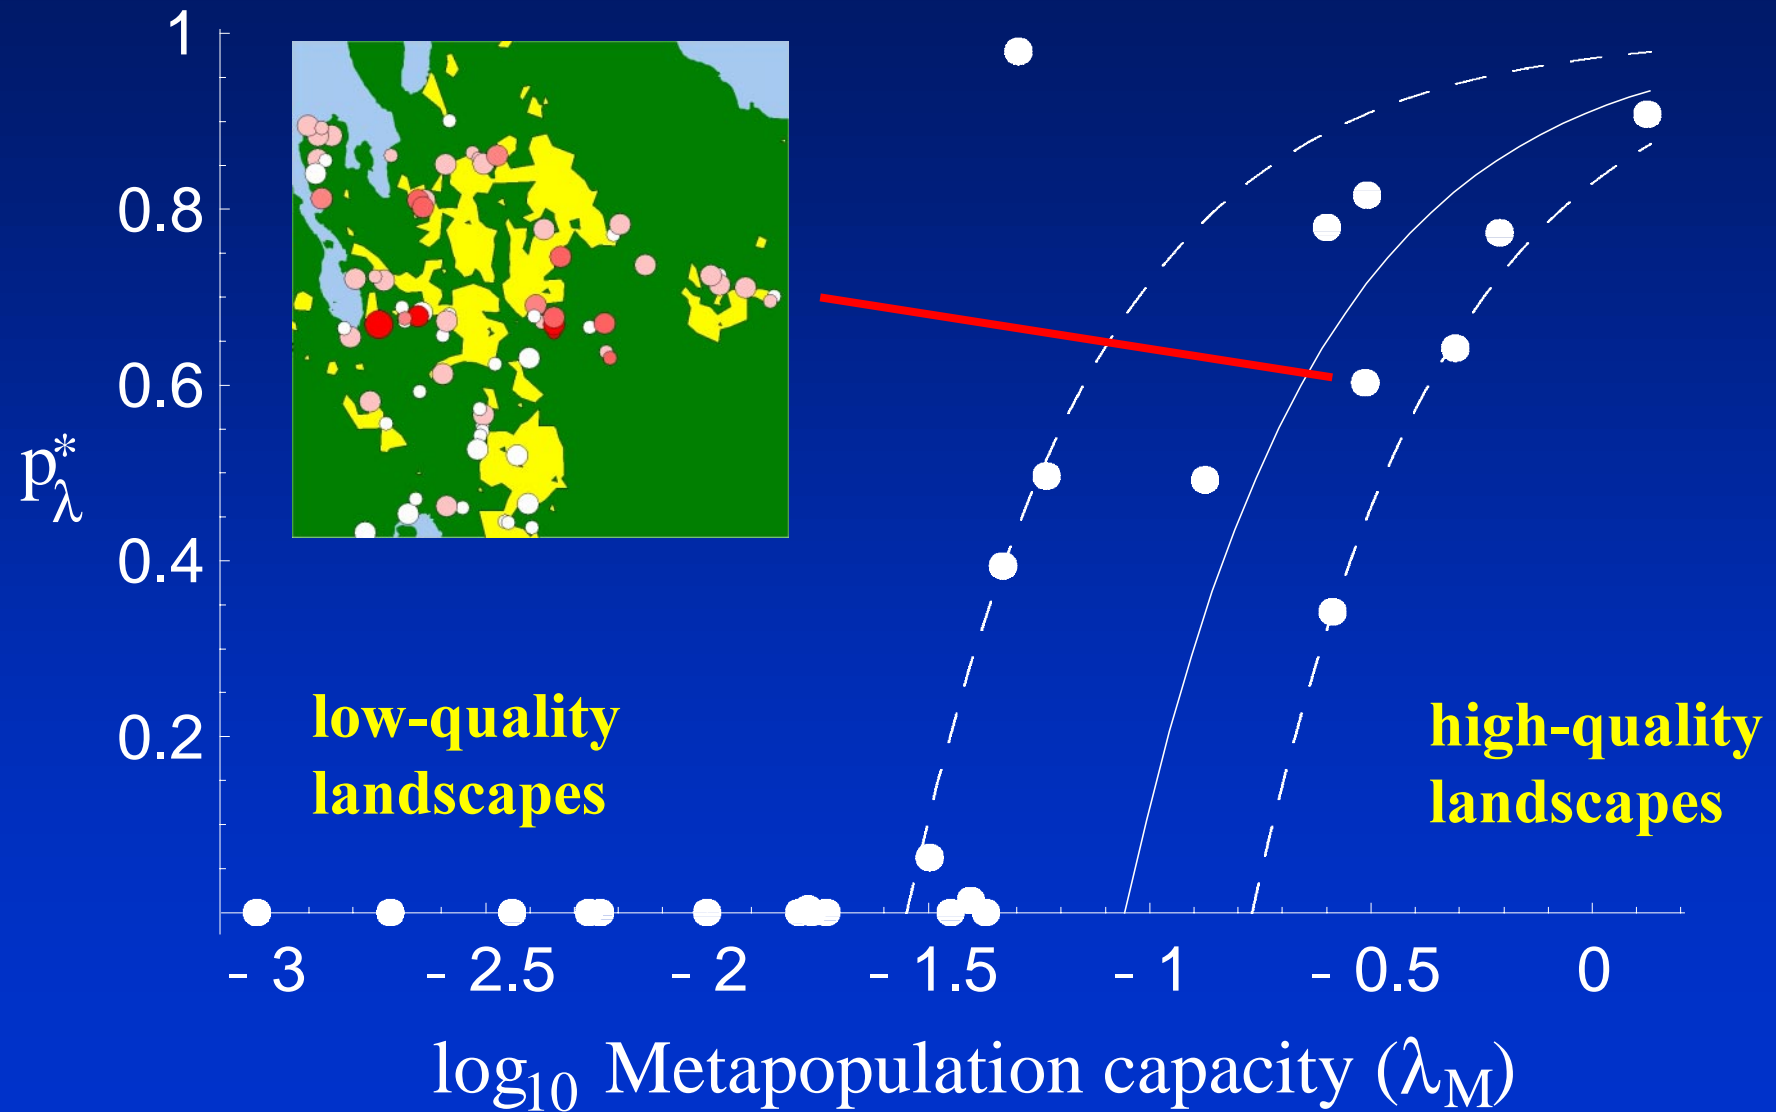 1
0.8
0.6
0.4
0.2
p*λ
low-quality
landscapes
high-quality
landscapes
- 3 - 2.5 - 2 - 1.5 - 1 - 0.5 0
log10 Metapopulation capacity (λM)